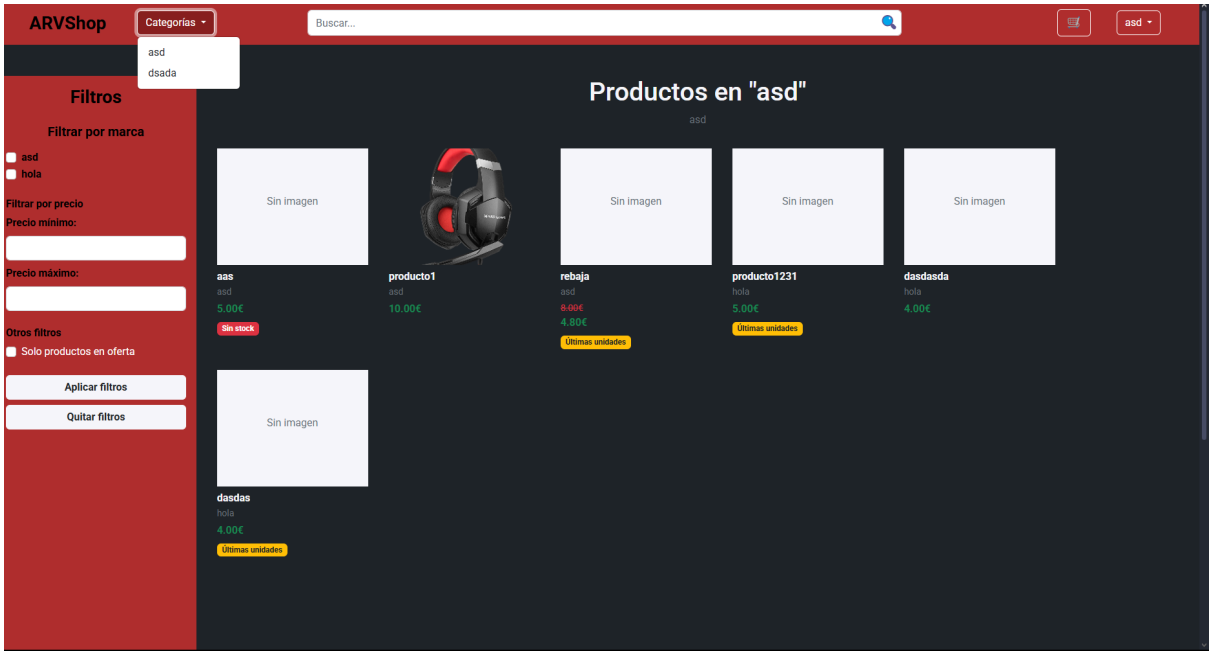 ARVShop
Categorías
Buscar...
asd
asd
dsada
Filtros
Filtrar por marca
asd
hola
Filtrar por precio
Precio mínimo:
Precio máximo:
Otros filtros
Solo productos en oferta
Aplicar filtros
Quitar filtros
Productos en "asd"
asd
Sin imagen
aas
asd
5.00€
Sin stock
producto1
asd
10.00€
Sin imagen
rebaja
asd
8.00€
4.80€
Últimas unidades
Sin imagen
producto1231
hola
5.00€
Últimas unidades
Sin imagen
dasdasda
hola
4.00€
Sin imagen
dasdas
hola
4.00€
Últimas unidades